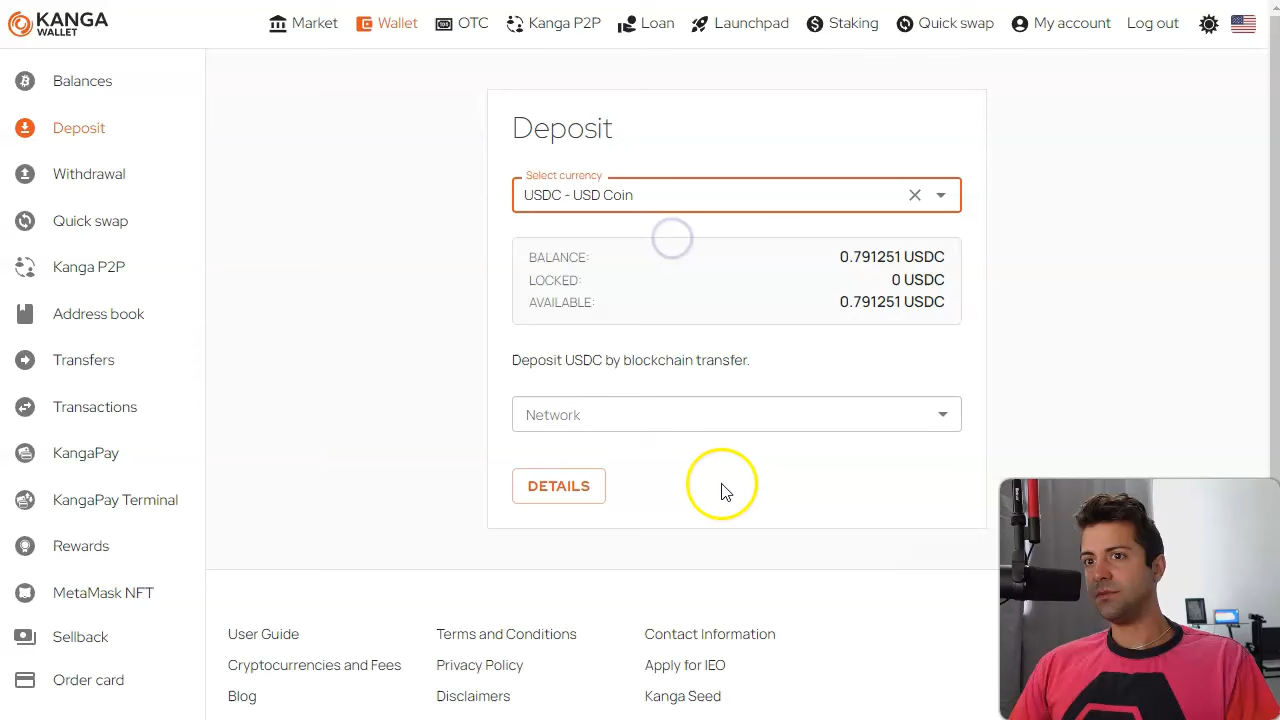 KANGA
WALLET
Market
Wallet
OTC
Kanga P2P
Loan
Launchpad
Staking
Quick swap
My account
Log out
Balances
Deposit
Withdrawal
Quick swap
Kanga P2P
Address book
Transfers
Transactions
KangaPay
KangaPay Terminal
Rewards
MetaMask NFT
Sellback
Order card
Deposit
Select currency
USDC - USD Coin
BALANCE: 0.791251 USDC
LOCKED: 0 USDC
AVAILABLE: 0.791251 USDC
Deposit USDC by blockchain transfer.
Network
DETAILS
User Guide
Terms and Conditions
Contact Information
Cryptocurrencies and Fees
Privacy Policy
Apply for IEO
Blog
Disclaimers
Kanga Seed